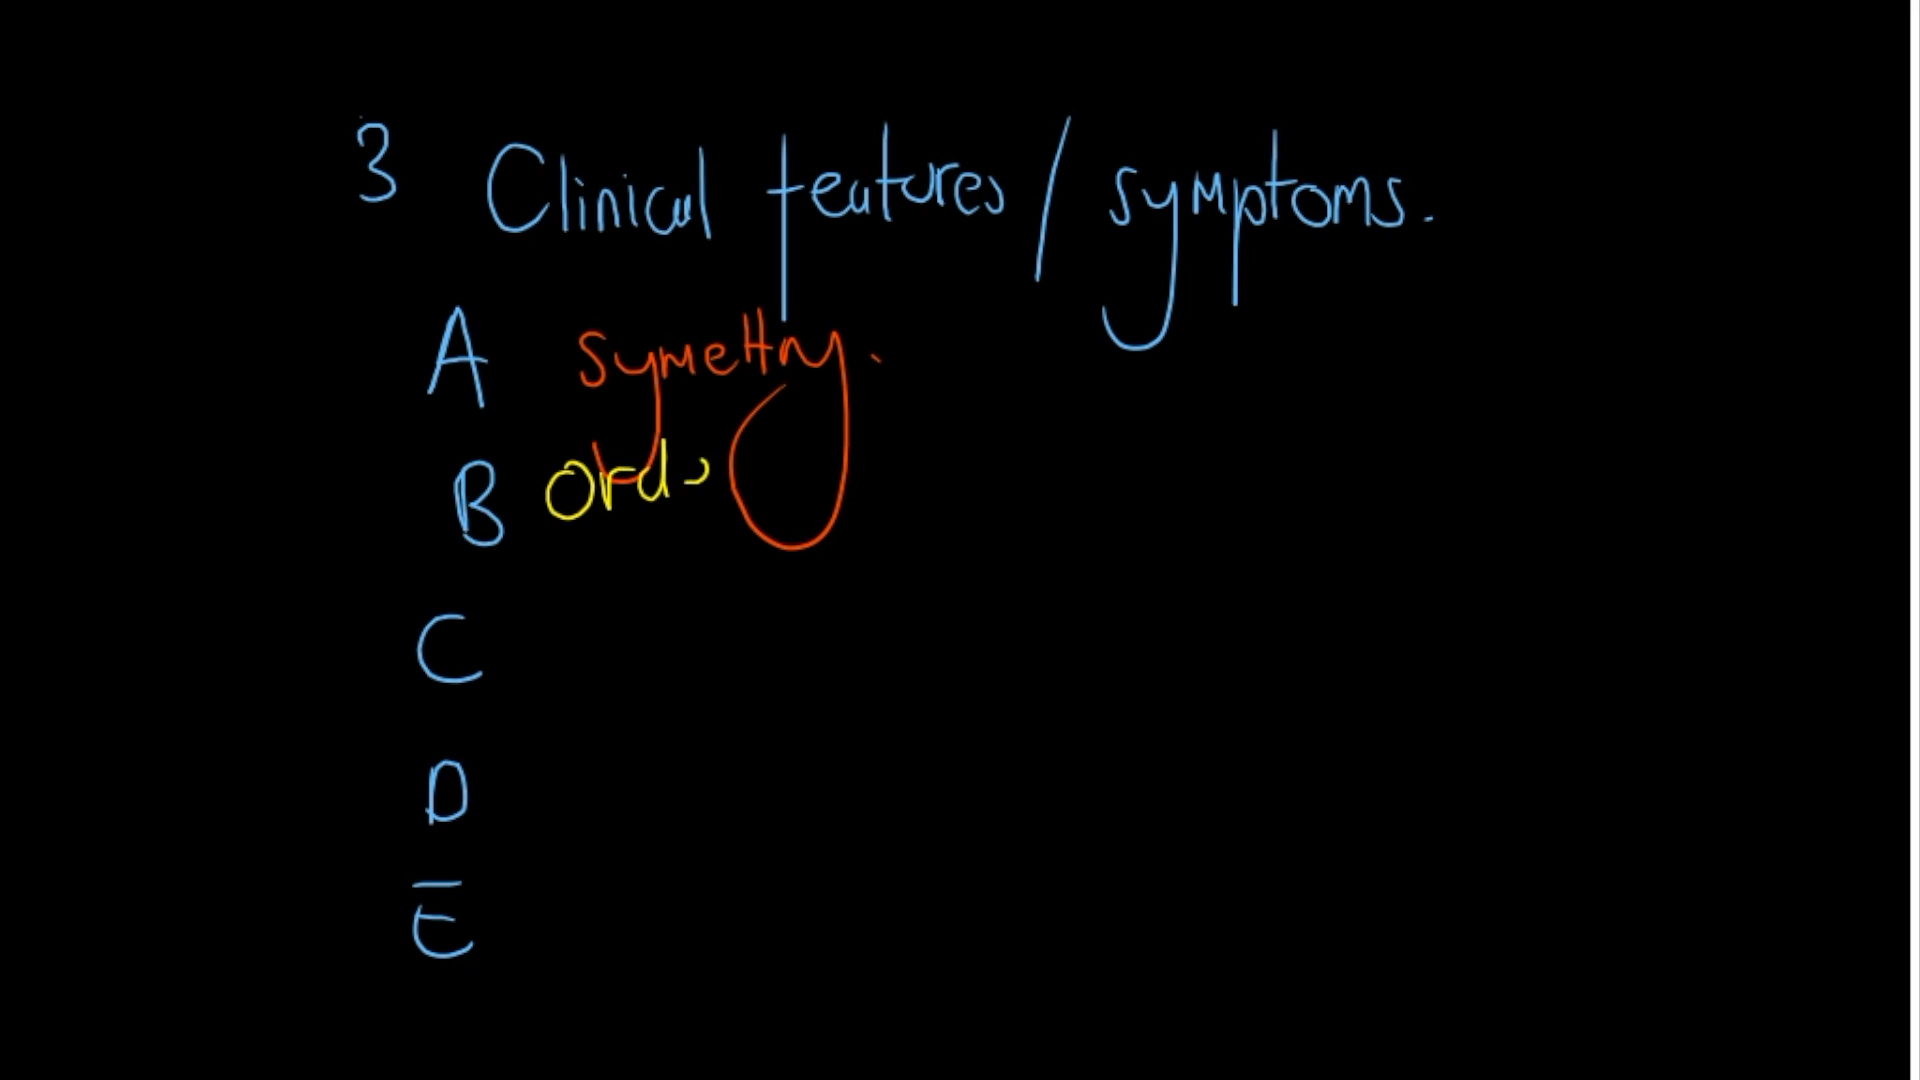 3 Clinical features / symptoms.
A symettry.
B ord
C
D
E